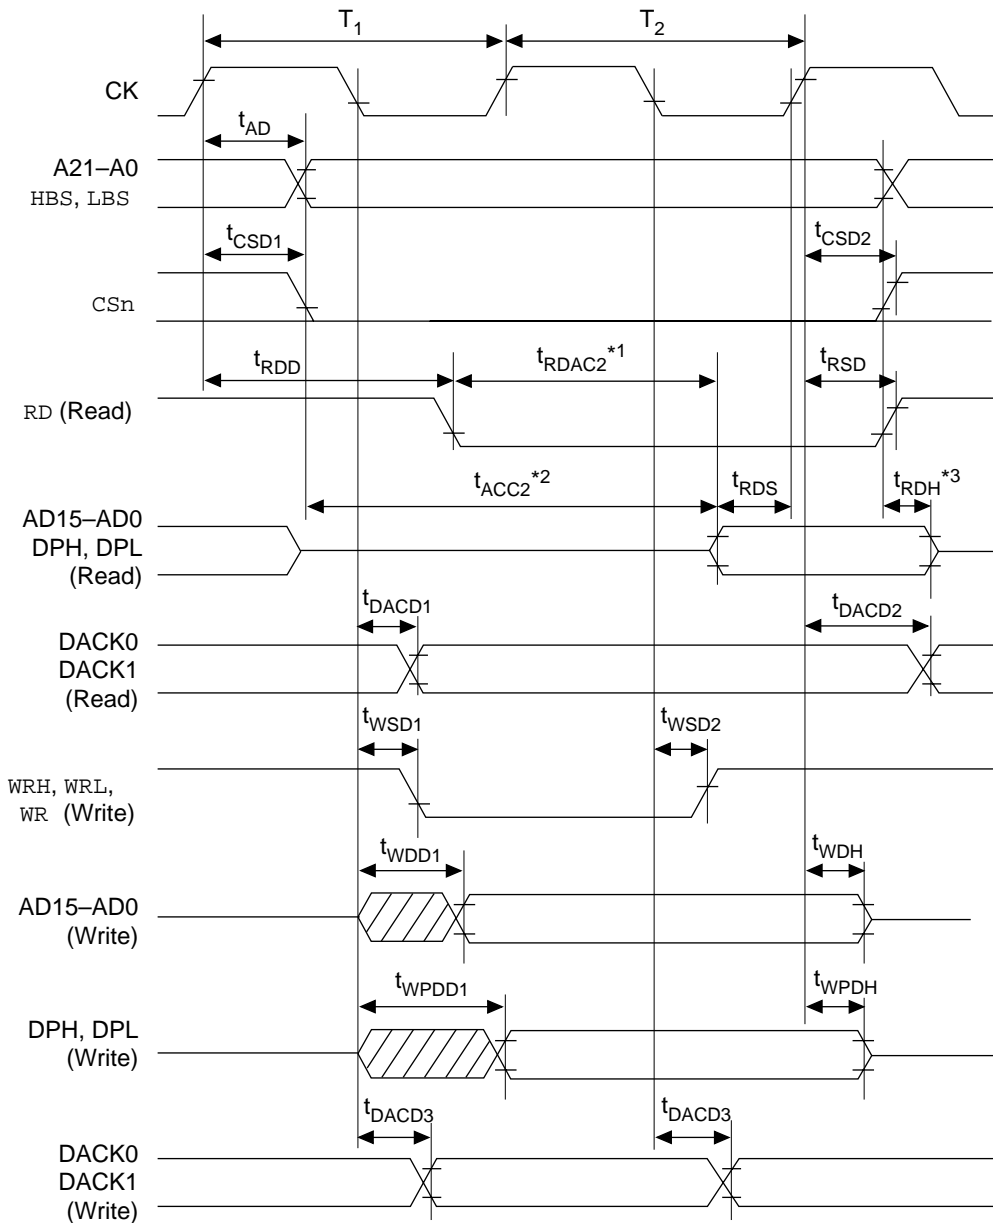 T1 T2
CK
tAD
A21–A0
HBS, LBS
tCSD1 tCSD2
CSn
tRDD tRDAC2*1 tRSD
RD (Read)
tACC2*2 tRDS tRDH*3
AD15–AD0
DPH, DPL
(Read)
tDACD1 tDACD2
DACK0
DACK1
(Read)
tWSD1 tWSD2
WRH, WRL,
WR (Write)
tWDD1 tWDH
AD15–AD0
(Write)
tWPDD1 tWPDH
DPH, DPL
(Write)
tDACD3 tDACD3
DACK0
DACK1
(Write)